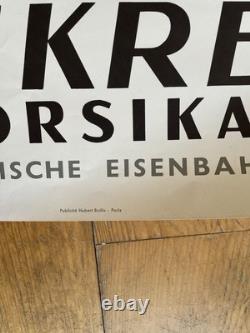 KRE
ORSIKA
ISCHE EISENBAH
Publicité Hubert Baille - Paris